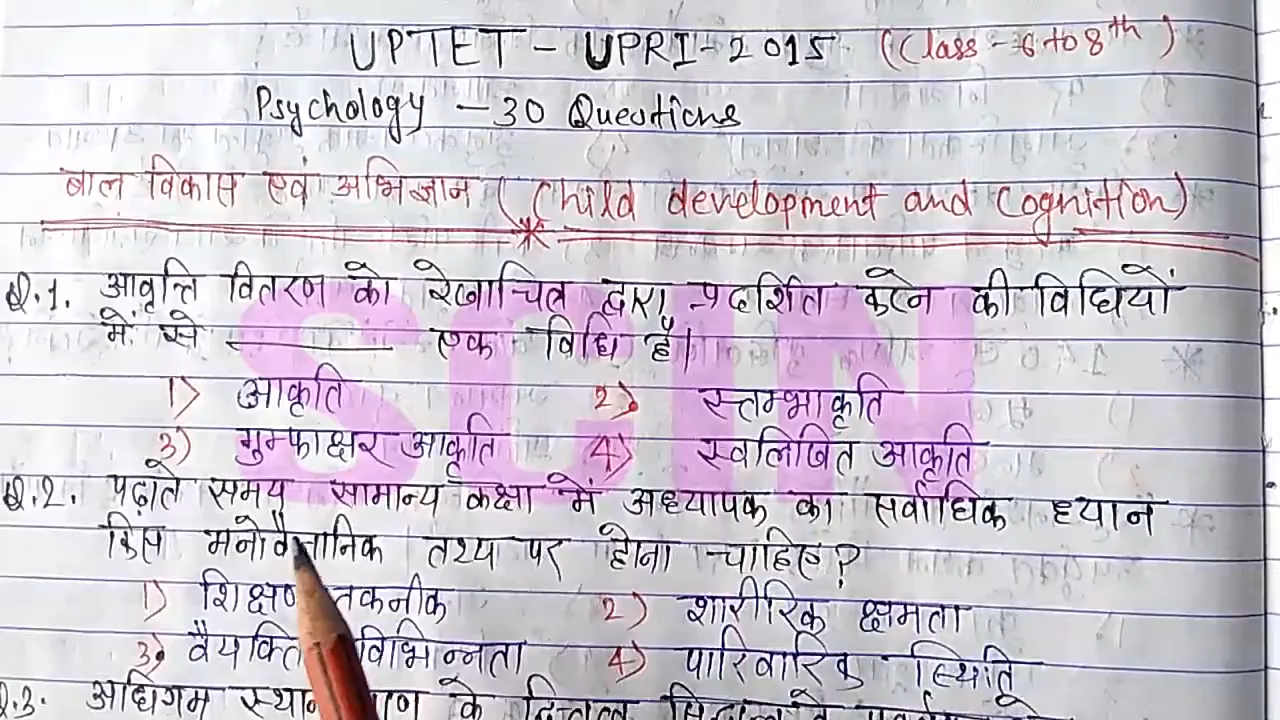 UPTET - UPRI - 2015 (Class - 6 to 8th)
Psychology - 30 Questions
बाल विकास एवं अभिज्ञान (Child development and Cognition)
Q.1. आवृत्ति वितरण को रेखाचित्र द्वारा प्रदर्शित करने की विधियों
में से ________ एक विधि है।
1) आकृति 2) स्तम्भाकृति
3) गुम्फाक्षर आकृति 4) स्वलिखित आकृति
Q.2. पढ़ाते समय सामान्य कक्षा में अध्यापक का सर्वाधिक ध्यान
किस मनोवैज्ञानिक तथ्य पर होना चाहिए?
1) शिक्षण तकनीक 2) शारीरिक क्षमता
3) वैयक्ति विभिन्नता 4) पारिवारिक स्थिति
Q.3. अधिगम के
SCIN